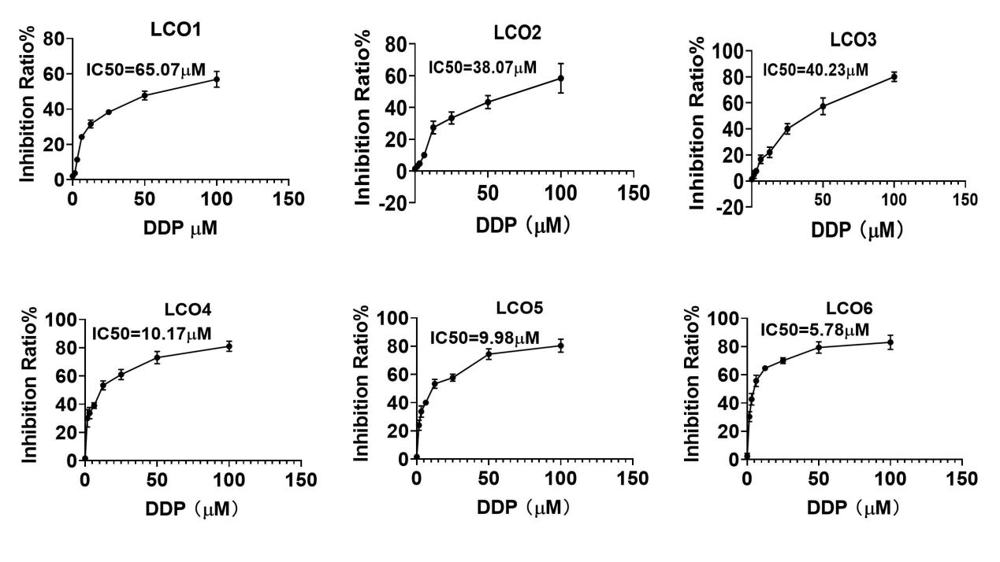 LCO1
Inhibition Ratio%
IC50=65.07μM
80
60
40
20
0
0 50 100 150
DDP μM
LCO2
Inhibition Ratio%
IC50=38.07μM
80
60
40
20
0
-20
50 100 150
DDP（μM）
LCO3
Inhibition Ratio%
IC50=40.23μM
100
80
60
40
20
0
-20
50 100 150
DDP（μM）
LCO4
Inhibition Ratio%
IC50=10.17μM
100
80
60
40
20
0
0 50 100 150
DDP（μM）
LCO5
Inhibition Ratio%
IC50=9.98μM
100
80
60
40
20
0
0 50 100 150
DDP（μM）
LCO6
Inhibition Ratio%
IC50=5.78μM
100
80
60
40
20
0
0 50 100 150
DDP（μM）